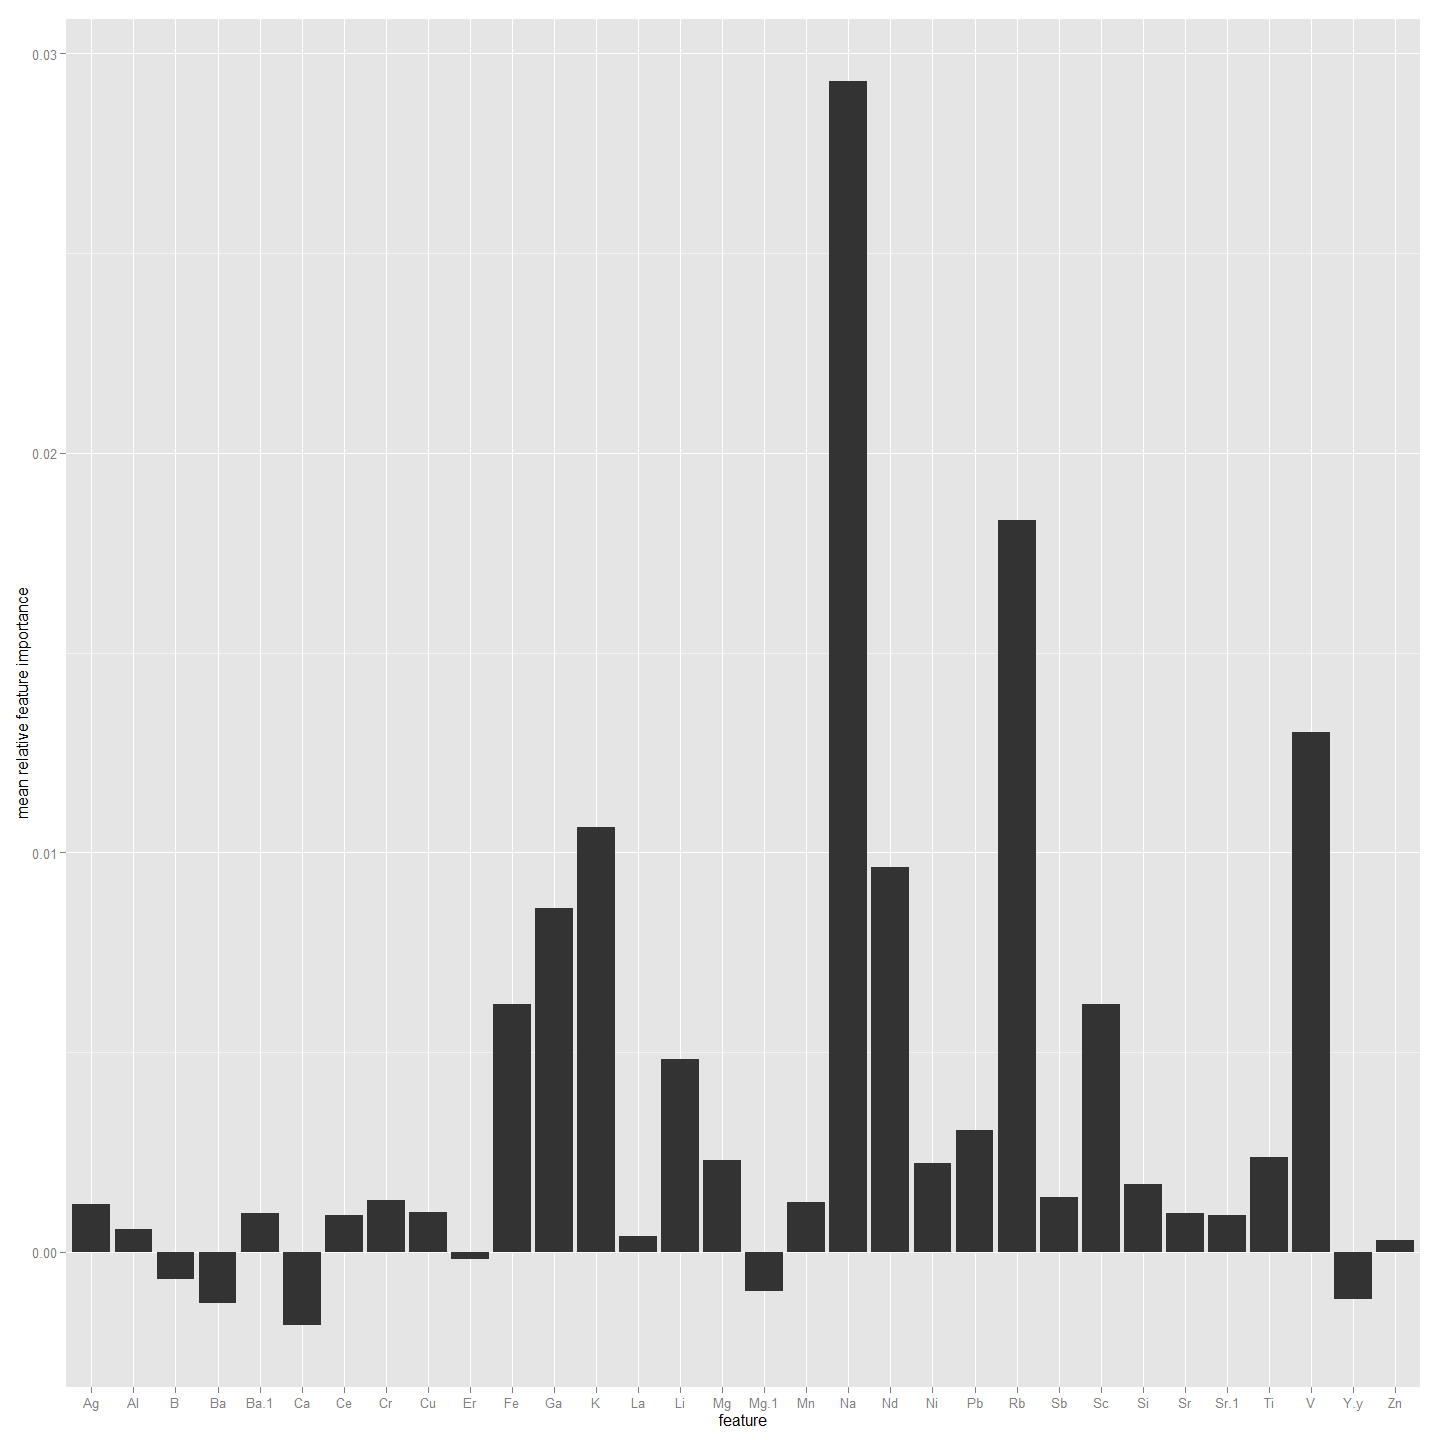 0.03
0.02
0.01
0.00
mean relative feature importance
Ag Al B Ba Ba.1 Ca Ce Cr Cu Er Fe Ga K La Li Mg Mg.1 Mn Na Nd Ni Pb Rb Sb Sc Si Sr Sr.1 Ti V Y.y Zn
feature